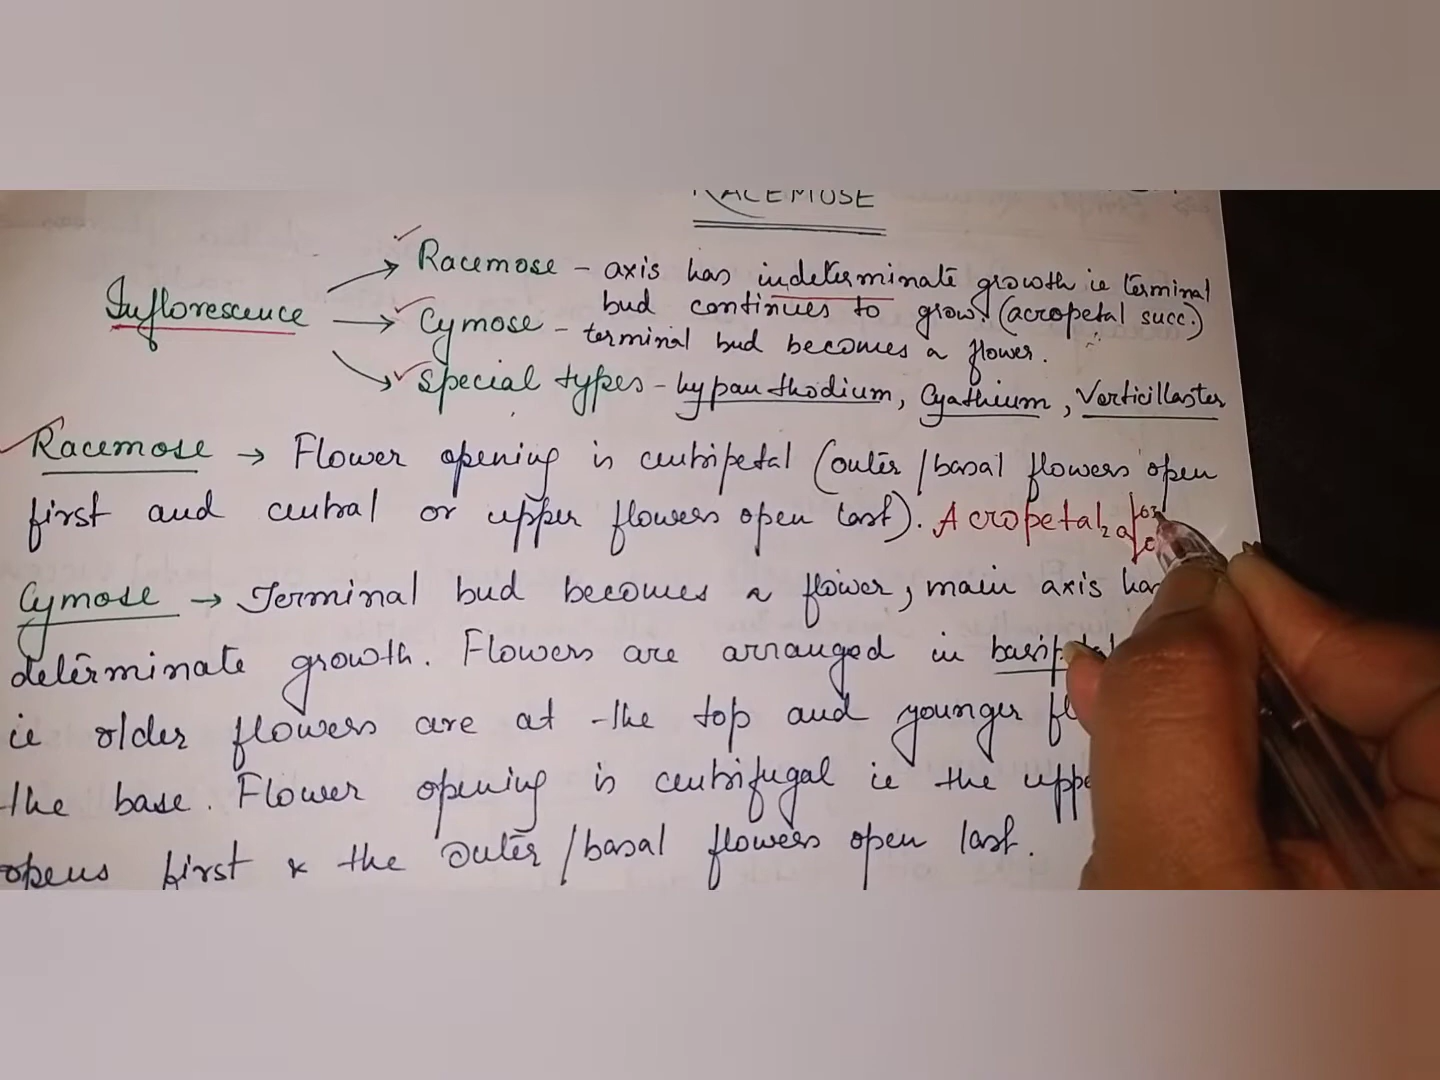 RACEMOSE
Inflorescence
Racemose - axis has indeterminate growth ie terminal
bud continues to grow. (acropetal succ.)
Cymose - terminal bud becomes a flower.
Special types - hypanthodium, Cyathium, Verticillaster
Racemose → Flower opening is centripetal (outer/basal flowers open
first and central or upper flowers open last). Acropetal
Cymose → Terminal bud becomes a flower, main axis
determinate growth. Flowers are arranged in
ie older flowers are at the top and younger
the base. Flower opening is centrifugal ie the
opens first & the outer/basal flowers open last.